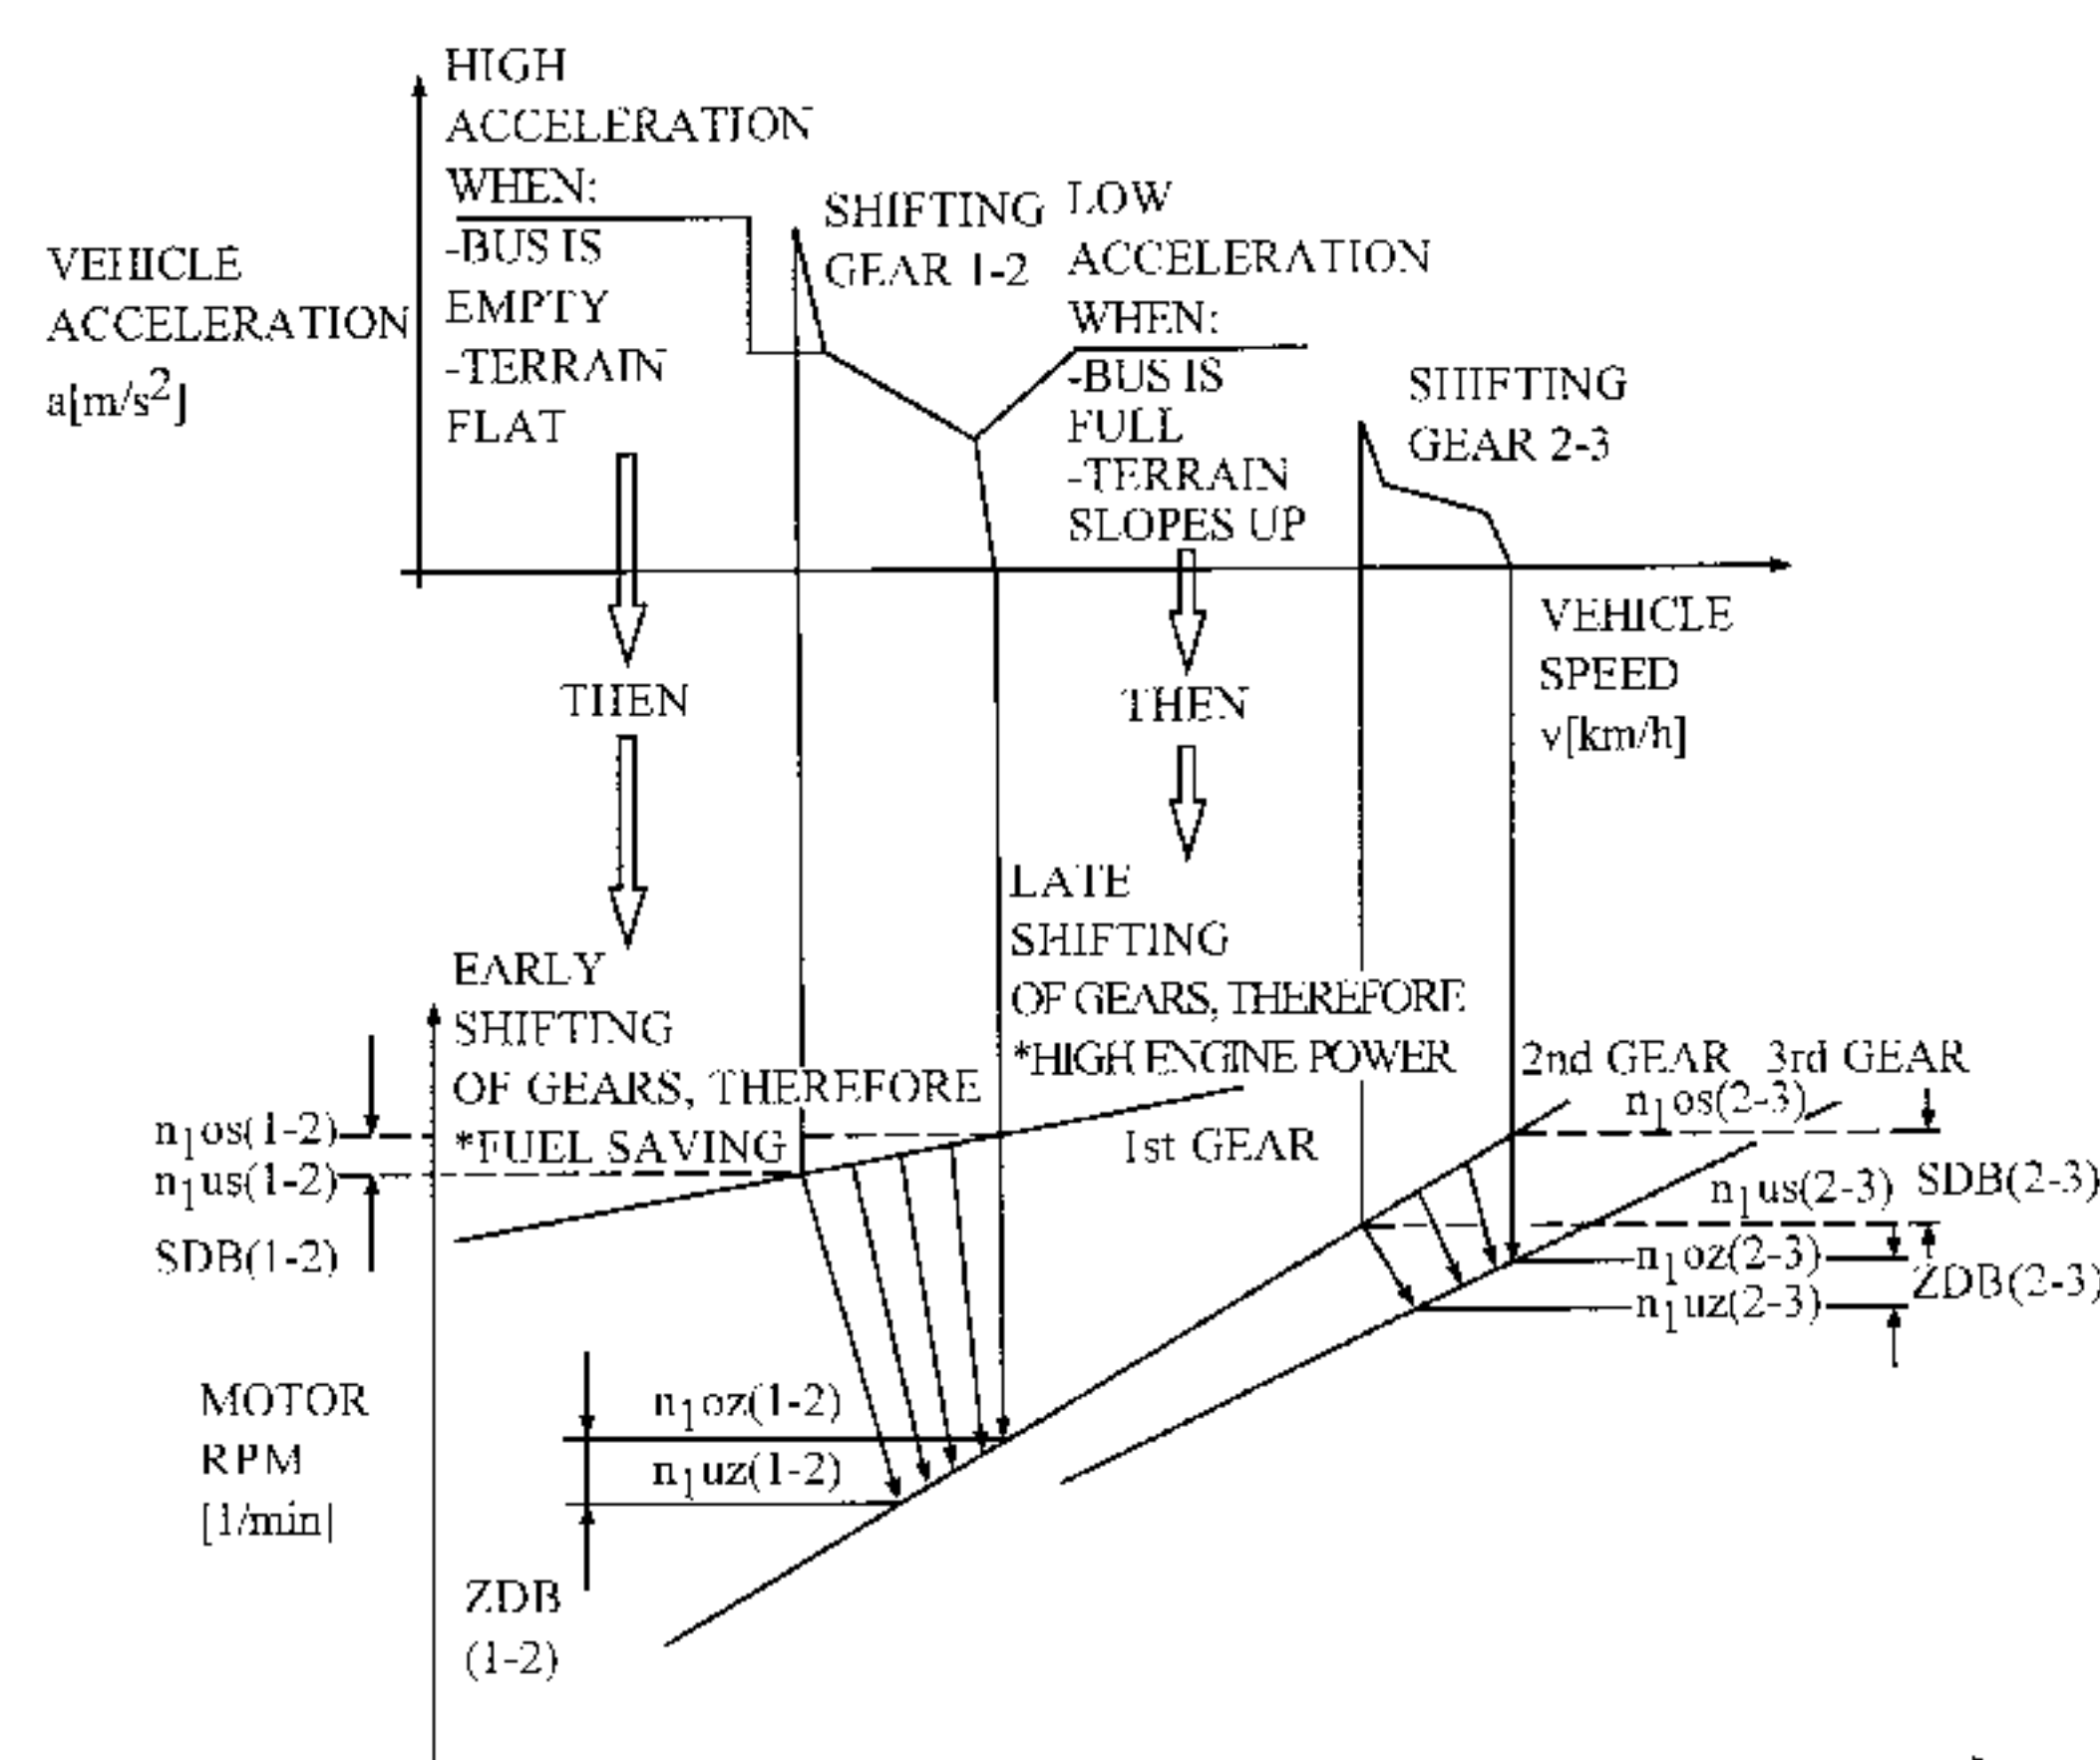 HIGH
ACCELERATION
WHEN:
-BUS IS
EMPTY
-TERRAIN
FLAT
VEHICLE
ACCELERATION
a[m/s²]
SHIFTING
GEAR 1-2
LOW
ACCELERATION
WHEN:
-BUS IS
FULL
-TERRAIN
SLOPES UP
SHIFTING
GEAR 2-3
VEHICLE
SPEED
v[km/h]
THEN
THEN
EARLY
SHIFTING
OF GEARS, THEREFORE
*FUEL SAVING
LATE
SHIFTING
OF GEARS, THEREFORE
*HIGH ENGINE POWER
2nd GEAR
3rd GEAR
1st GEAR
n₁os(1-2)
n₁us(1-2)
SDB(1-2)
n₁os(2-3)
n₁us(2-3)
SDB(2-3)
n₁oz(2-3)
n₁uz(2-3)
ZDB(2-3)
MOTOR
RPM
[1/min]
n₁oz(1-2)
n₁uz(1-2)
ZDB
(1-2)